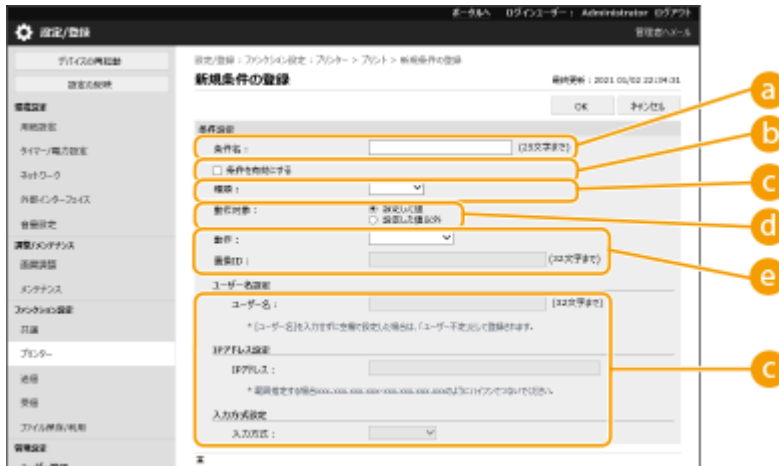 ポータルへ ログインユーザー: Administrator ログアウト
設定/登録
管理者へメール
デバイスの再起動
設定の反映
環境設定
用紙設定
タイマー/電力設定
ネットワーク
外部インターフェイス
音量設定
調整/メンテナンス
画質調整
メンテナンス
ファンクション設定
共通
プリンター
送信
受信
ファイル保存/利用
管理設定
ユーザー管理
設定/登録 : ファンクション設定 : プリンター > プリント > 新規条件の登録
新規条件の登録
最終更新 : 2021 01/02 22:34:31
OK キャンセル
条件設定
条件名 : (25文字まで)
条件を有効にする
種類 :
動作対象 : 設定した値
設定した値以外
動作 :
画像ID : (32文字まで)
ユーザー名設定
ユーザー名 : (32文字まで)
* [ユーザー名]を入力せずに空欄で設定した場合は、「ユーザー不定」として登録されます。
IPアドレス設定
IPアドレス :
* 範囲指定する場合xxx.xxx.xxx.xxx-xxx.xxx.xxx.xxxのようにハイフンでつないでください。
入力方式設定
入力方式 :
a
b
c
d
e
c